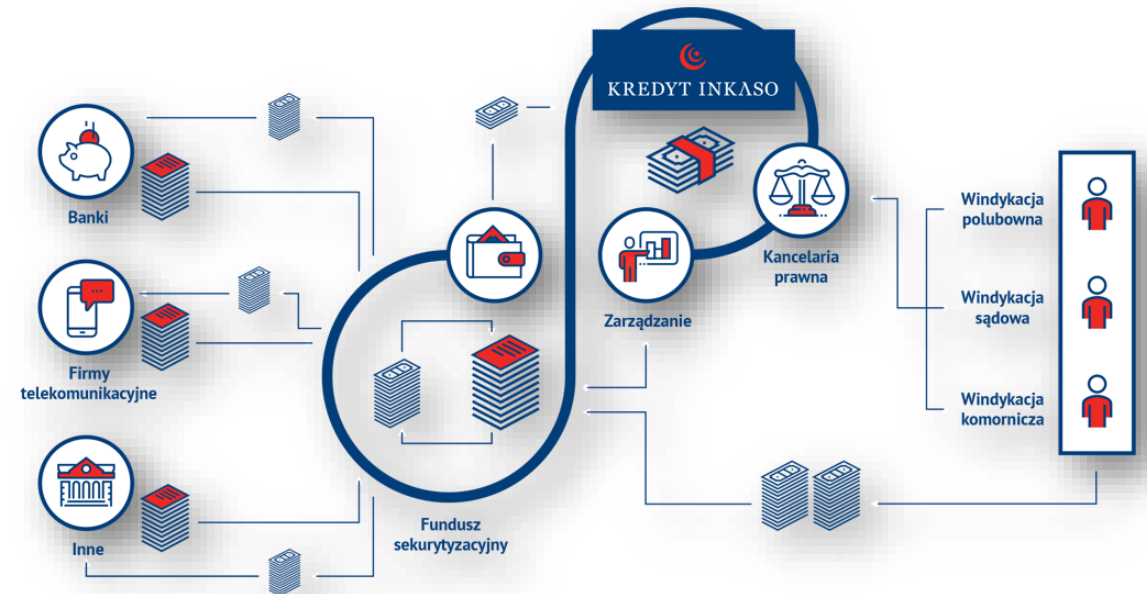 KREDYT INKASO
Banki
Firmy
telekomunikacyjne
Inne
Fundusz
sekurytyzacyjny
Zarządzanie
Kancelaria
prawna
Windykacja
polubowna
Windykacja
sądowa
Windykacja
komornicza